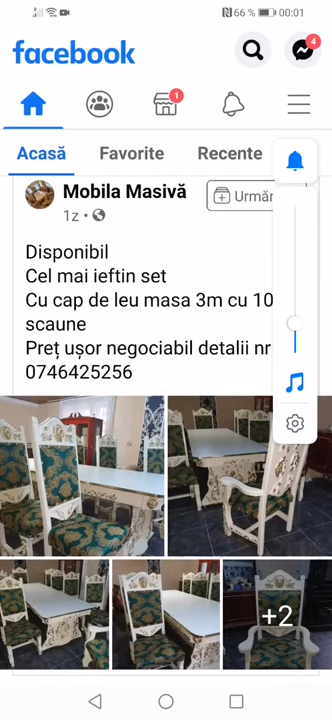 66 % 00:01
facebook
4
1
Acasă Favorite Recente
Mobila Masivă
Urmăr
1z •
Disponibil
Cel mai ieftin set
Cu cap de leu masa 3m cu 10
scaune
Preț ușor negociabil detalii nr
0746425256
+2